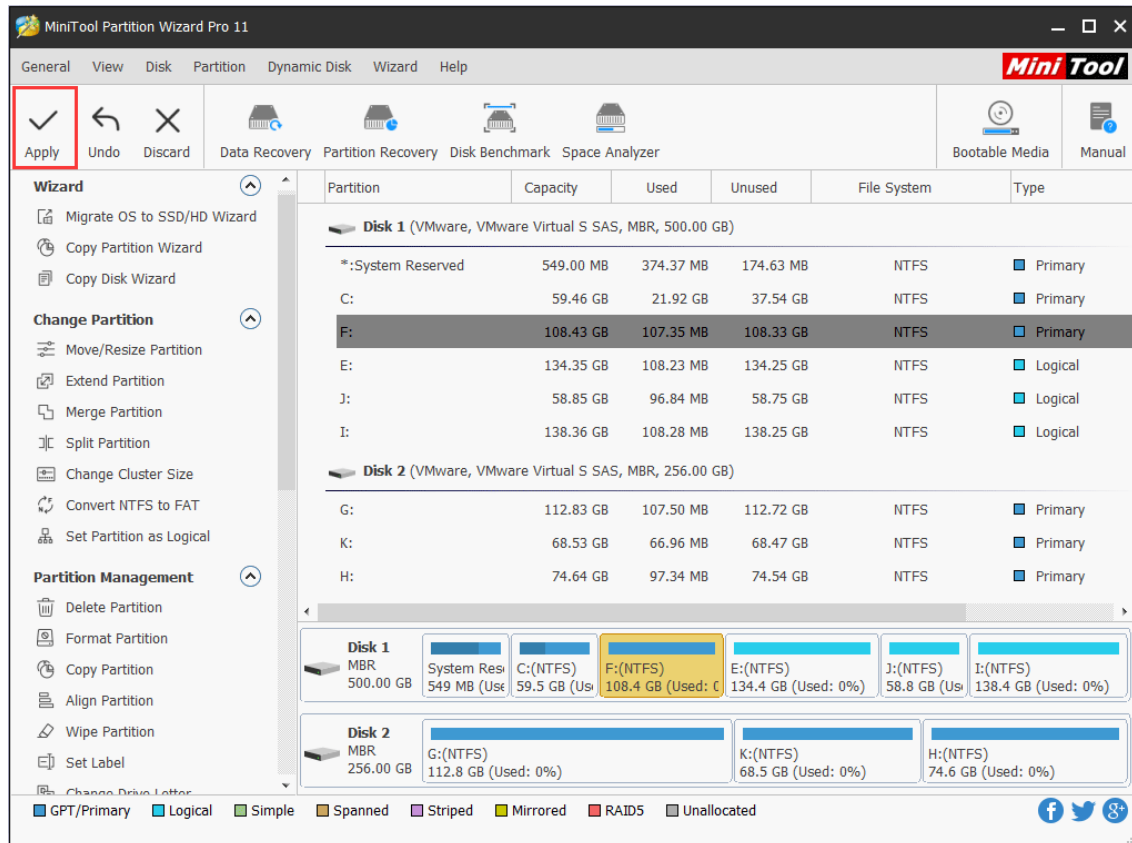 MiniTool Partition Wizard Pro 11
General View Disk Partition Dynamic Disk Wizard Help
Mini Tool
Apply Undo Discard Data Recovery Partition Recovery Disk Benchmark Space Analyzer Bootable Media Manual
Wizard
Migrate OS to SSD/HD Wizard
Copy Partition Wizard
Copy Disk Wizard
Change Partition
Move/Resize Partition
Extend Partition
Merge Partition
Split Partition
Change Cluster Size
Convert NTFS to FAT
Set Partition as Logical
Partition Management
Delete Partition
Format Partition
Copy Partition
Align Partition
Wipe Partition
Set Label
Change Drive Letter
Partition Capacity Used Unused File System Type
Disk 1 (VMware, VMware Virtual S SAS, MBR, 500.00 GB)
*:System Reserved 549.00 MB 374.37 MB 174.63 MB NTFS Primary
C: 59.46 GB 21.92 GB 37.54 GB NTFS Primary
F: 108.43 GB 107.35 MB 108.33 GB NTFS Primary
E: 134.35 GB 108.23 MB 134.25 GB NTFS Logical
J: 58.85 GB 96.84 MB 58.75 GB NTFS Logical
I: 138.36 GB 108.28 MB 138.25 GB NTFS Logical
Disk 2 (VMware, VMware Virtual S SAS, MBR, 256.00 GB)
G: 112.83 GB 107.50 MB 112.72 GB NTFS Primary
K: 68.53 GB 66.96 MB 68.47 GB NTFS Primary
H: 74.64 GB 97.34 MB 74.54 GB NTFS Primary
Disk 1
MBR
500.00 GB
System Res
549 MB (Use
C:(NTFS)
59.5 GB (Us
F:(NTFS)
108.4 GB (Used:
E:(NTFS)
134.4 GB (Used: 0%)
J:(NTFS)
58.8 GB (Us
I:(NTFS)
138.4 GB (Used: 0%)
Disk 2
MBR
256.00 GB
G:(NTFS)
112.8 GB (Used: 0%)
K:(NTFS)
68.5 GB (Used: 0%)
H:(NTFS)
74.6 GB (Used: 0%)
GPT/Primary Logical Simple Spanned Striped Mirrored RAID5 Unallocated